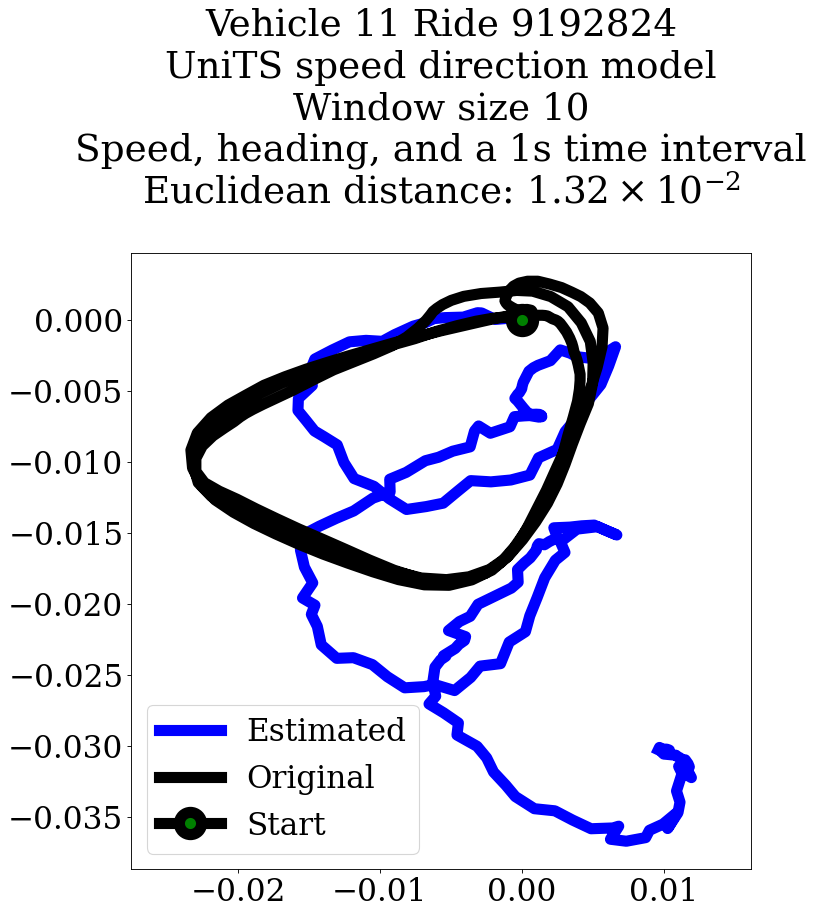 Vehicle 11 Ride 9192824
UniTS speed direction model
Window size 10
Speed, heading, and a 1s time interval
Euclidean distance: 1.32 × 10⁻²
0.000
−0.005
−0.010
−0.015
−0.020
−0.025
−0.030
−0.035
Estimated
Original
Start
−0.02 −0.01 0.00 0.01